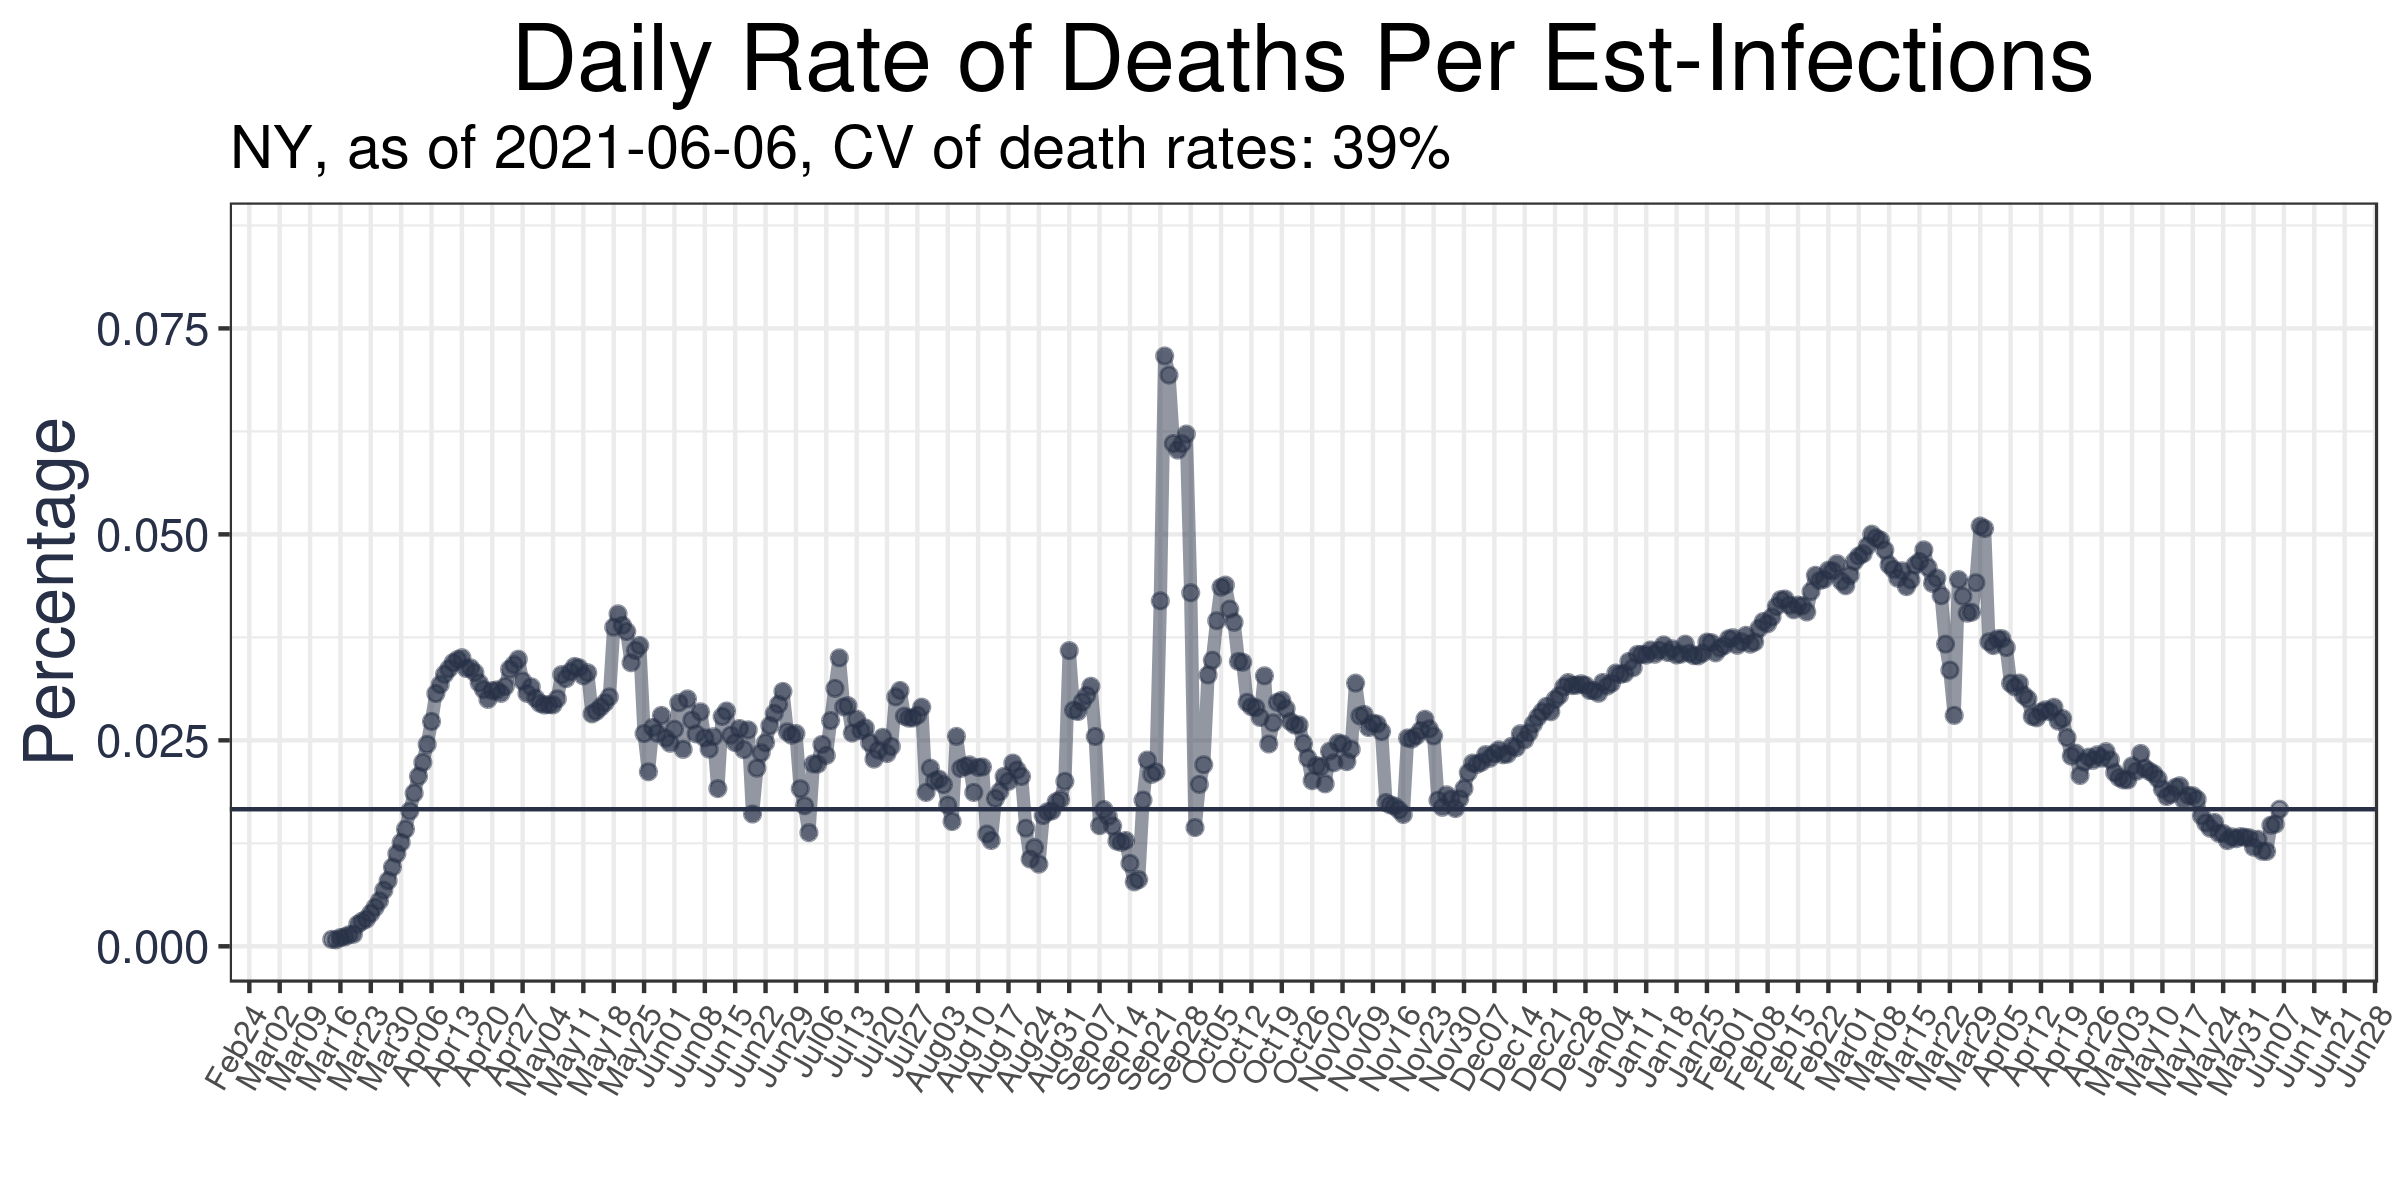 Daily Rate of Deaths Per Est-Infections
NY, as of 2021-06-06, CV of death rates: 39%
Percentage
0.075
0.050
0.025
0.000
Feb24
Mar02
Mar09
Mar16
Mar23
Mar30
Apr06
Apr13
Apr20
Apr27
May04
May11
May18
May25
Jun01
Jun08
Jun15
Jun22
Jun29
Jul06
Jul13
Jul20
Jul27
Aug03
Aug10
Aug17
Aug24
Aug31
Sep07
Sep14
Sep21
Sep28
Oct05
Oct12
Oct19
Oct26
Nov02
Nov09
Nov16
Nov23
Nov30
Dec07
Dec14
Dec21
Dec28
Jan04
Jan11
Jan18
Jan25
Feb01
Feb08
Feb15
Feb22
Mar01
Mar08
Mar15
Mar22
Mar29
Apr05
Apr12
Apr19
Apr26
May03
May10
May17
May24
May31
Jun07
Jun14
Jun21
Jun28